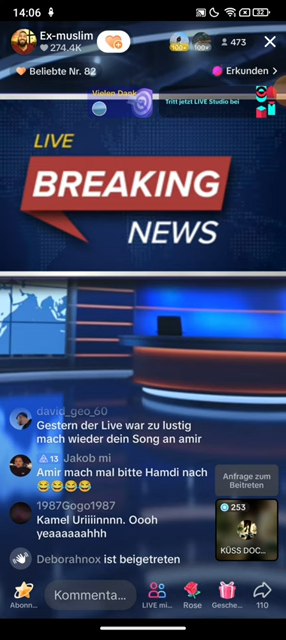 14:06
32
Ex-muslim
274.4K
100+
100+
473
Beliebte Nr. 82
Erkunden >
Vielen Dank
Tritt jetzt LIVE Studio bei
LIVE
BREAKING
NEWS
david_geo_60
Gestern der Live war zu lustig
mach wieder dein Song an amir
13 Jakob mi
Amir mach mal bitte Hamdi nach
😂😂😂😂
Anfrage zum
Beitreten
1987Gogo1987
Kamel Uriiiinnnn. Oooh
yeaaaaaahhh
253
KÜSS DOC...
Deborahnox ist beigetreten
Abonn...
Kommenta...
LIVE mi...
Rose
Gesche...
110